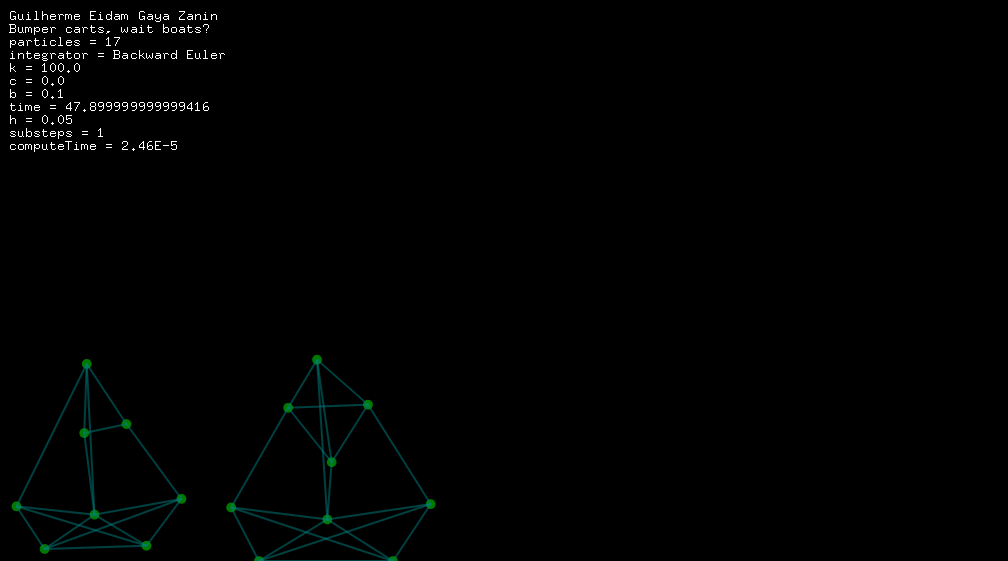 Guilherme Eidam Gaya Zanin
Bumper carts, wait boats?
particles = 17
integrator = Backward Euler
k = 100.0
c = 0.0
b = 0.1
time = 47.899999999999416
h = 0.05
substeps = 1
computeTime = 2.46E-5